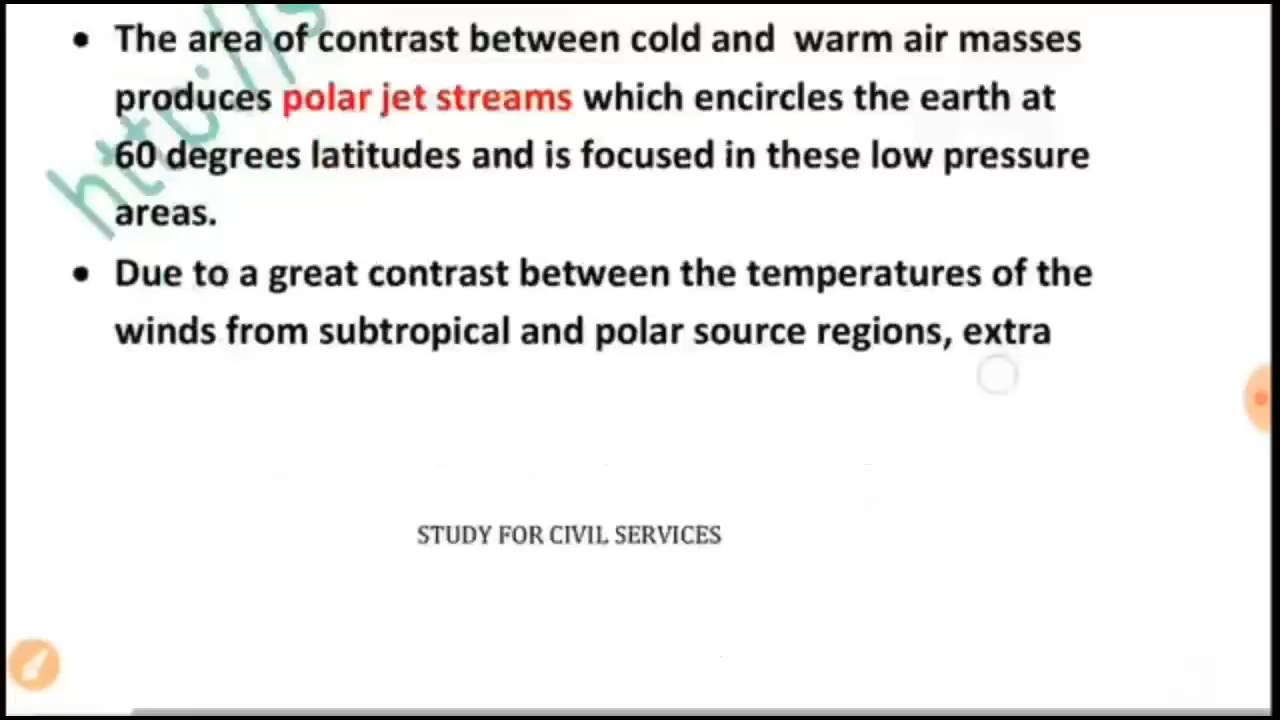 • The area of contrast between cold and warm air masses
produces polar jet streams which encircles the earth at
60 degrees latitudes and is focused in these low pressure
areas.
• Due to a great contrast between the temperatures of the
winds from subtropical and polar source regions, extra
STUDY FOR CIVIL SERVICES
http://s